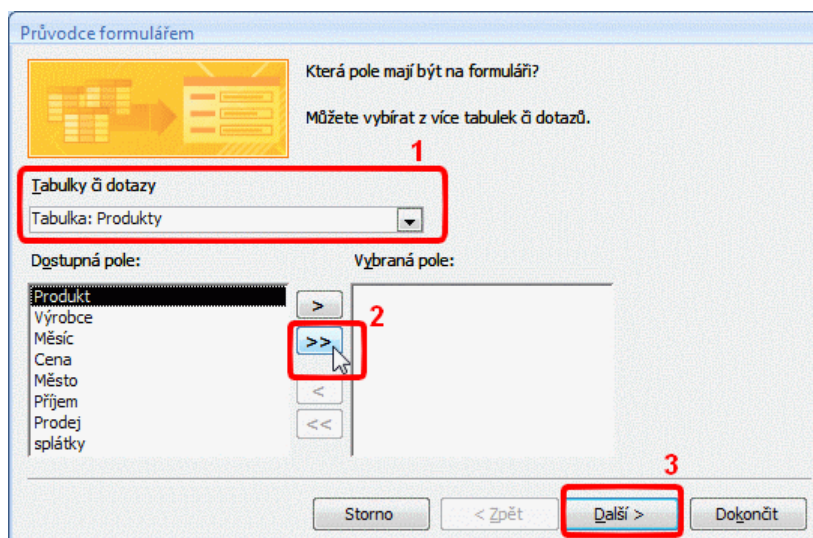 Průvodce formulářem
Která pole mají být na formuláři?
Můžete vybírat z více tabulek či dotazů.
1
Tabulky či dotazy
Tabulka: Produkty
Dostupná pole:
Vybraná pole:
Produkt
Výrobce
Měsíc
Cena
Město
Příjem
Prodej
splátky
>
2
>>
<
<<
3
Storno
< Zpět
Další >
Dokončit